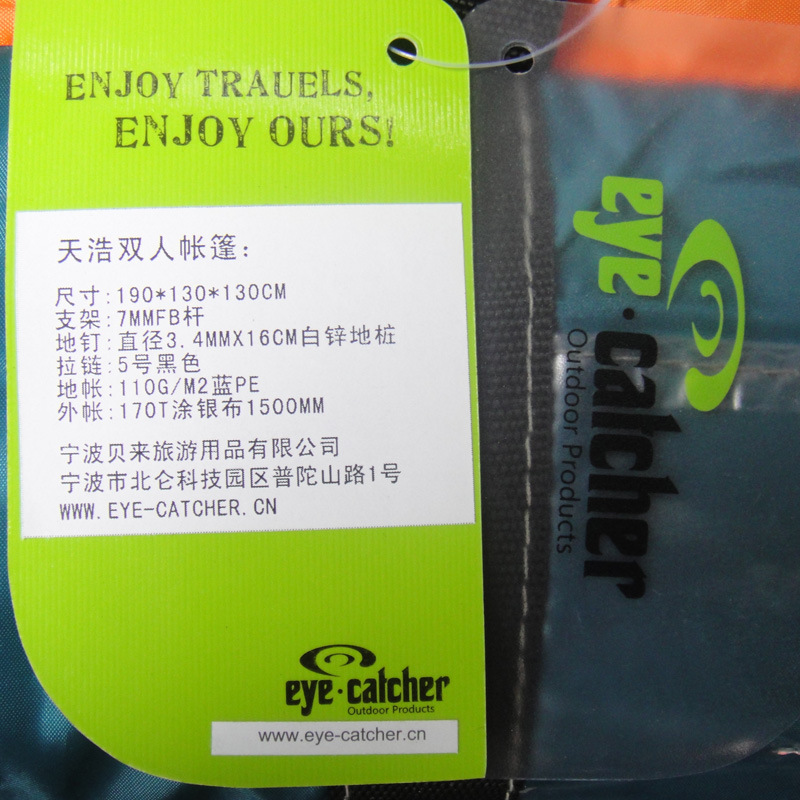 ENJOY TRAUELS,
ENJOY OURS!
天浩双人帐篷:
尺寸:190*130*130CM
支架:7MMFB杆
地钉:直径3.4MMX16CM白锌地桩
拉链:5号黑色
地帐:110G/M2蓝PE
外帐:170T涂银布1500MM
宁波贝来旅游用品有限公司
宁波市北仑科技园区普陀山路1号
WWW.EYE-CATCHER.CN
eye·catcher
Outdoor Products
www.eye-catcher.cn
eye·catcher
Outdoor Products